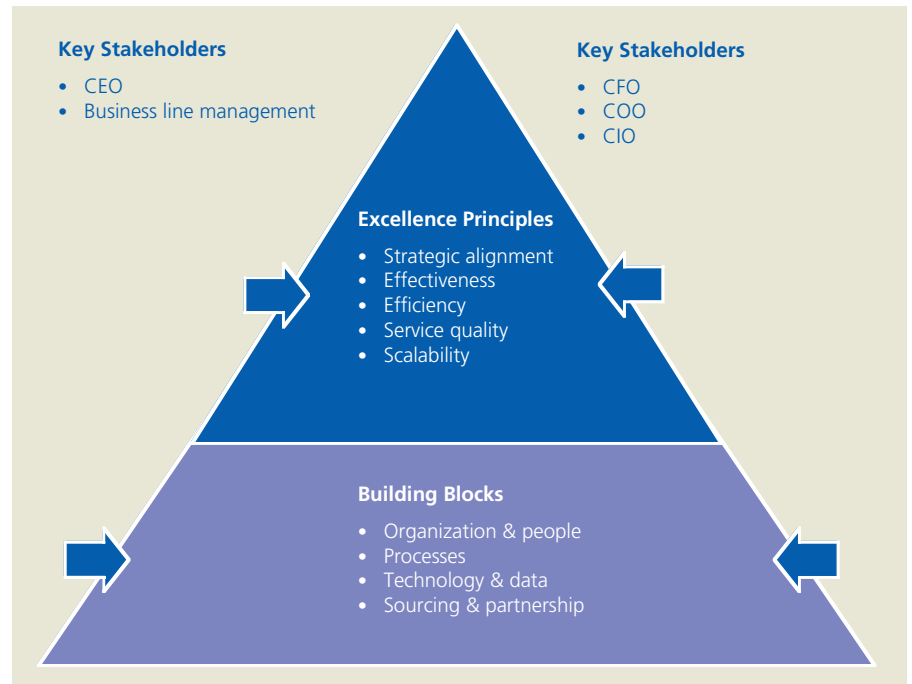 Key Stakeholders
• CEO
• Business line management
Key Stakeholders
• CFO
• COO
• CIO
Excellence Principles
• Strategic alignment
• Effectiveness
• Efficiency
• Service quality
• Scalability
Building Blocks
• Organization & people
• Processes
• Technology & data
• Sourcing & partnership